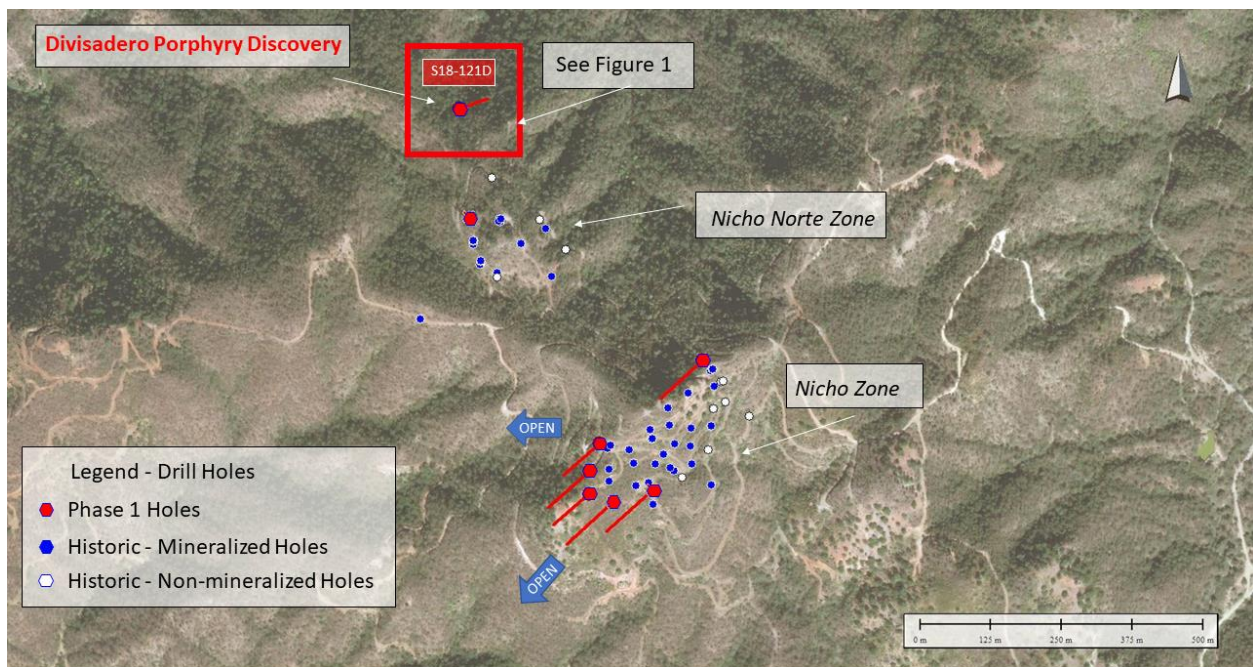 Divisadero Porphyry Discovery
S18-121D
See Figure 1
Nicho Norte Zone
Nicho Zone
OPEN
OPEN
Legend - Drill Holes
Phase 1 Holes
Historic - Mineralized Holes
Historic - Non-mineralized Holes
0 m 125 m 250 m 375 m 500 m